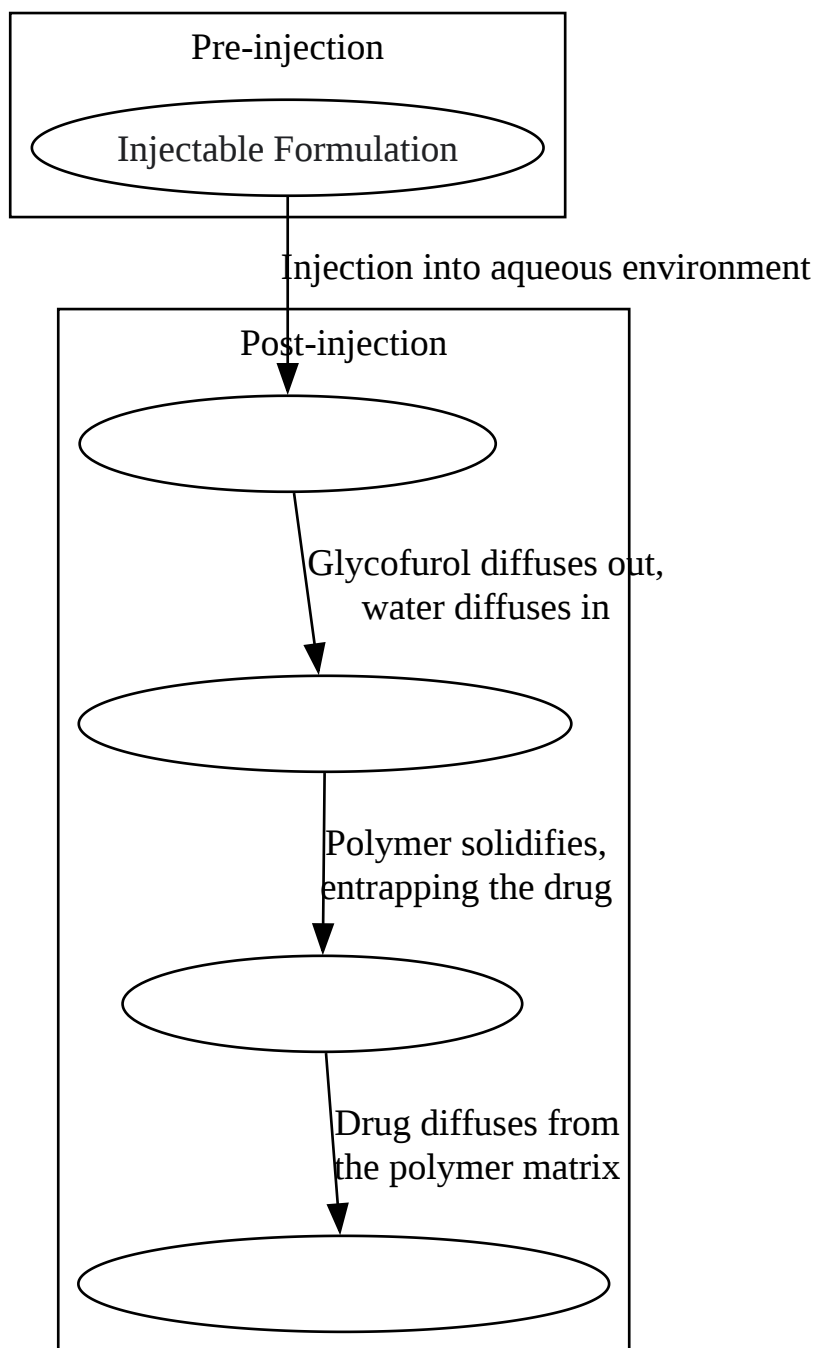 Pre-injection
Injectable Formulation
Injection into aqueous environment
Post-injection
Glycofurol diffuses out,
water diffuses in
Polymer solidifies,
entrapping the drug
Drug diffuses from
the polymer matrix